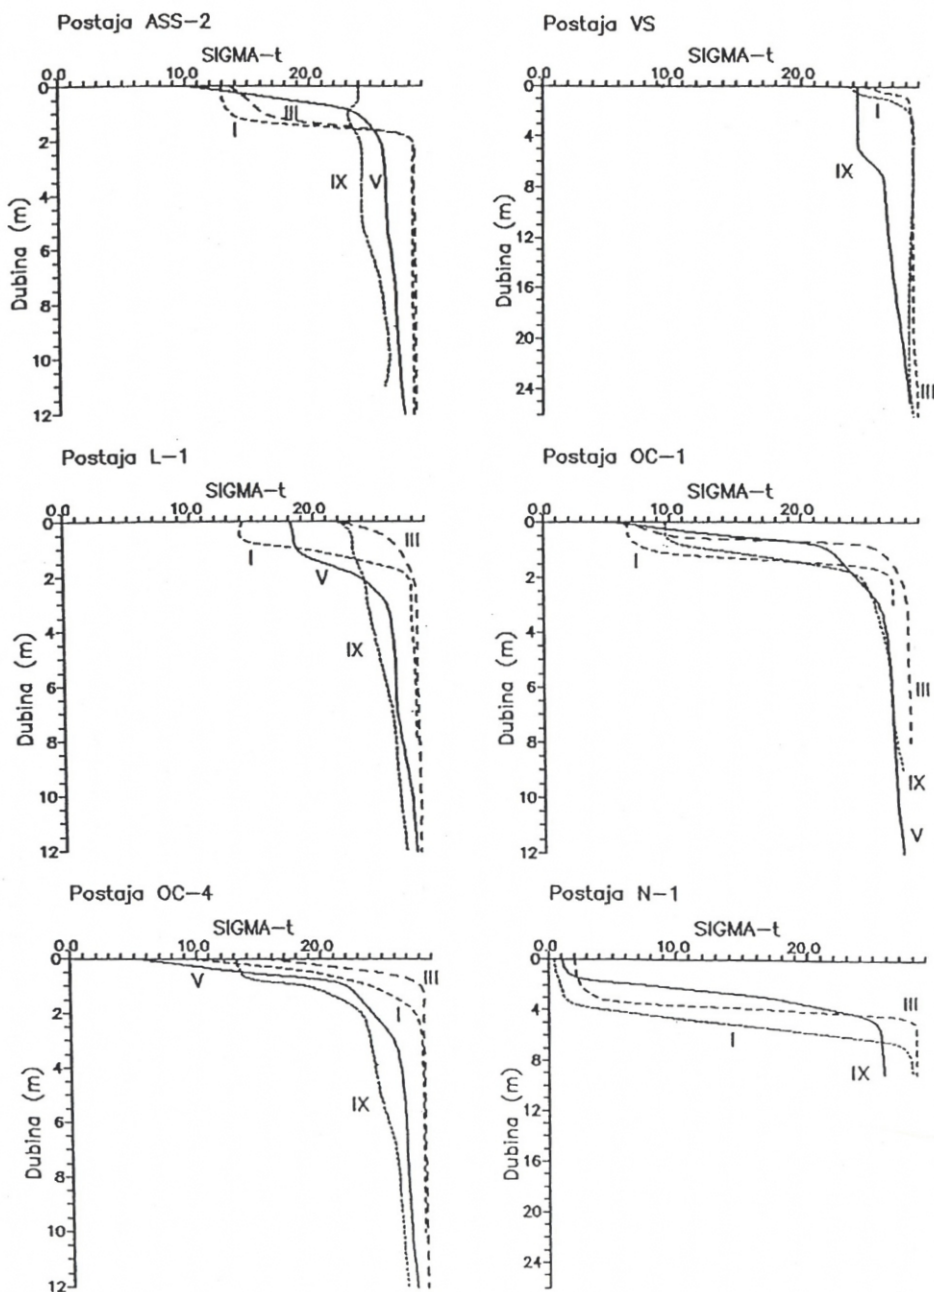 Postaja ASS-2
SIGMA-t
0.0 10.0 20.0
0
2
4
6
8
10
12
Dubina (m)
I
III
IX
V
Postaja VS
SIGMA-t
0.0 10.0 20.0
0
4
8
12
16
20
24
Dubina (m)
I
IX
III
Postaja L-1
SIGMA-t
0.0 10.0 20.0
0
2
4
6
8
10
12
Dubina (m)
III
I
V
IX
Postaja OC-1
SIGMA-t
0.0 10.0 20.0
0
2
4
6
8
10
12
Dubina (m)
I
III
IX
V
Postaja OC-4
SIGMA-t
0.0 10.0 20.0
0
2
4
6
8
10
12
Dubina (m)
V
III
I
IX
Postaja N-1
SIGMA-t
0.0 10.0 20.0
0
4
8
12
16
20
24
Dubina (m)
III
I
IX